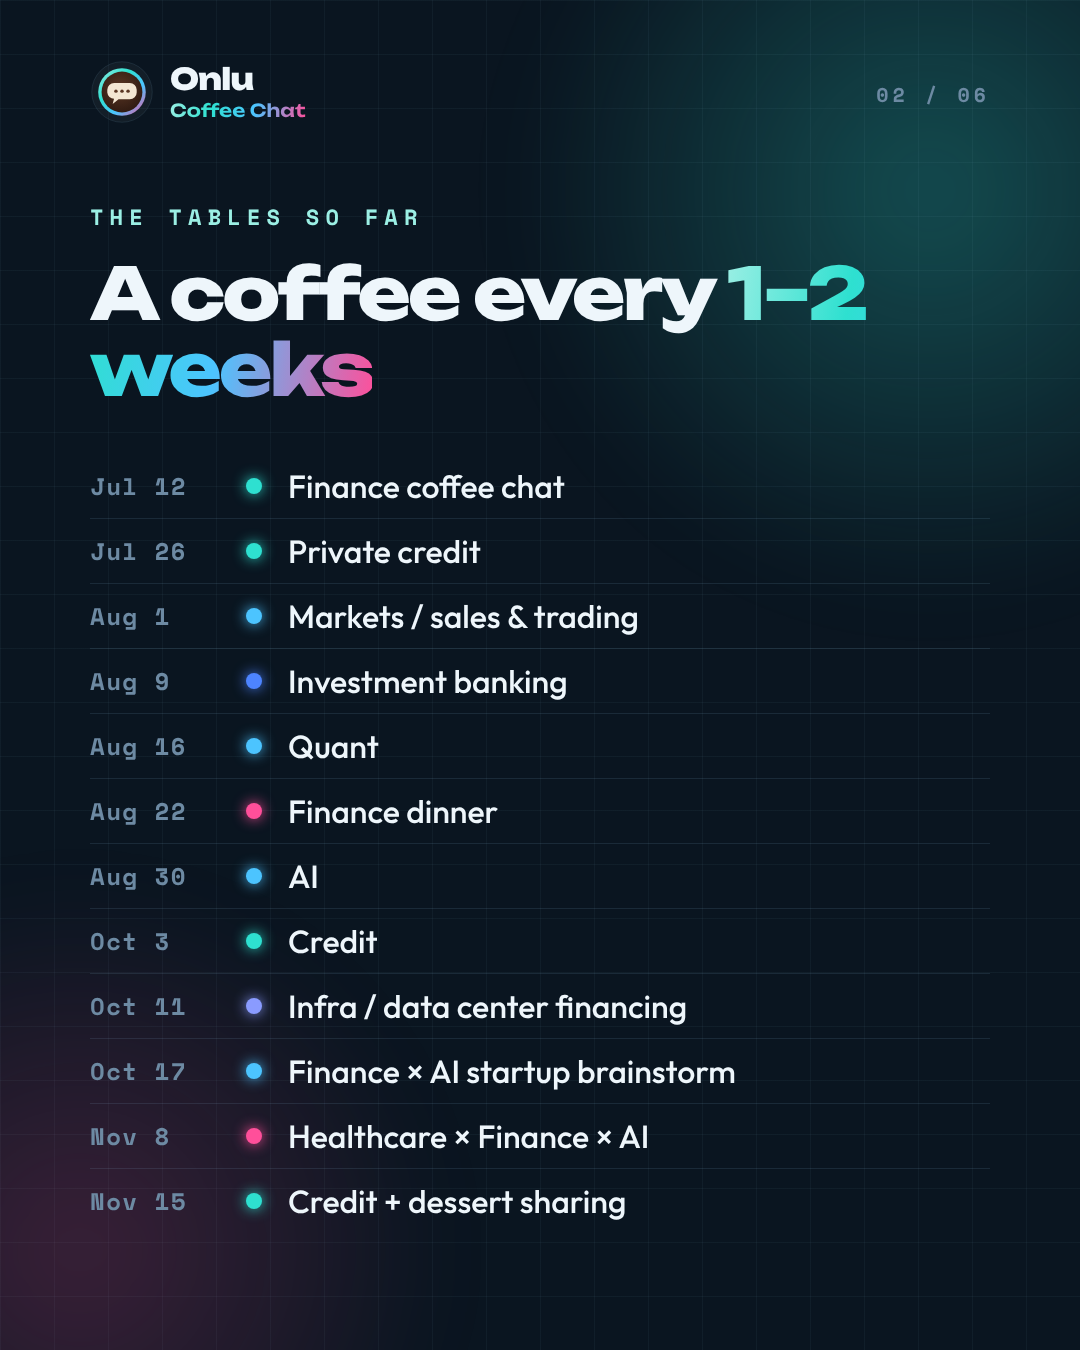 Onlu
Coffee Chat
02 / 06
THE TABLES SO FAR
A coffee every 1–2
weeks
Jul 12 Finance coffee chat
Jul 26 Private credit
Aug 1 Markets / sales & trading
Aug 9 Investment banking
Aug 16 Quant
Aug 22 Finance dinner
Aug 30 AI
Oct 3 Credit
Oct 11 Infra / data center financing
Oct 17 Finance × AI startup brainstorm
Nov 8 Healthcare × Finance × AI
Nov 15 Credit + dessert sharing